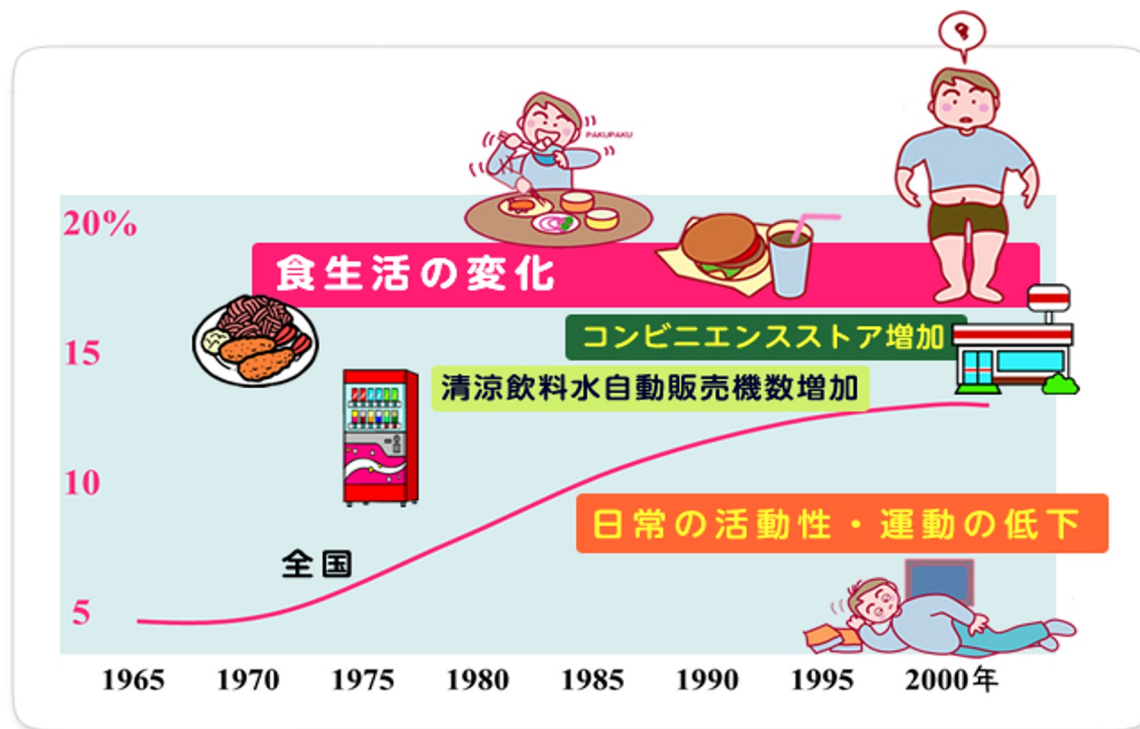 PAKUPAKU
20%
食生活の変化
コンビニエンスストア増加
15
清涼飲料水自動販売機数増加
10
日常の活動性・運動の低下
全国
5
1965 1970 1975 1980 1985 1990 1995 2000年